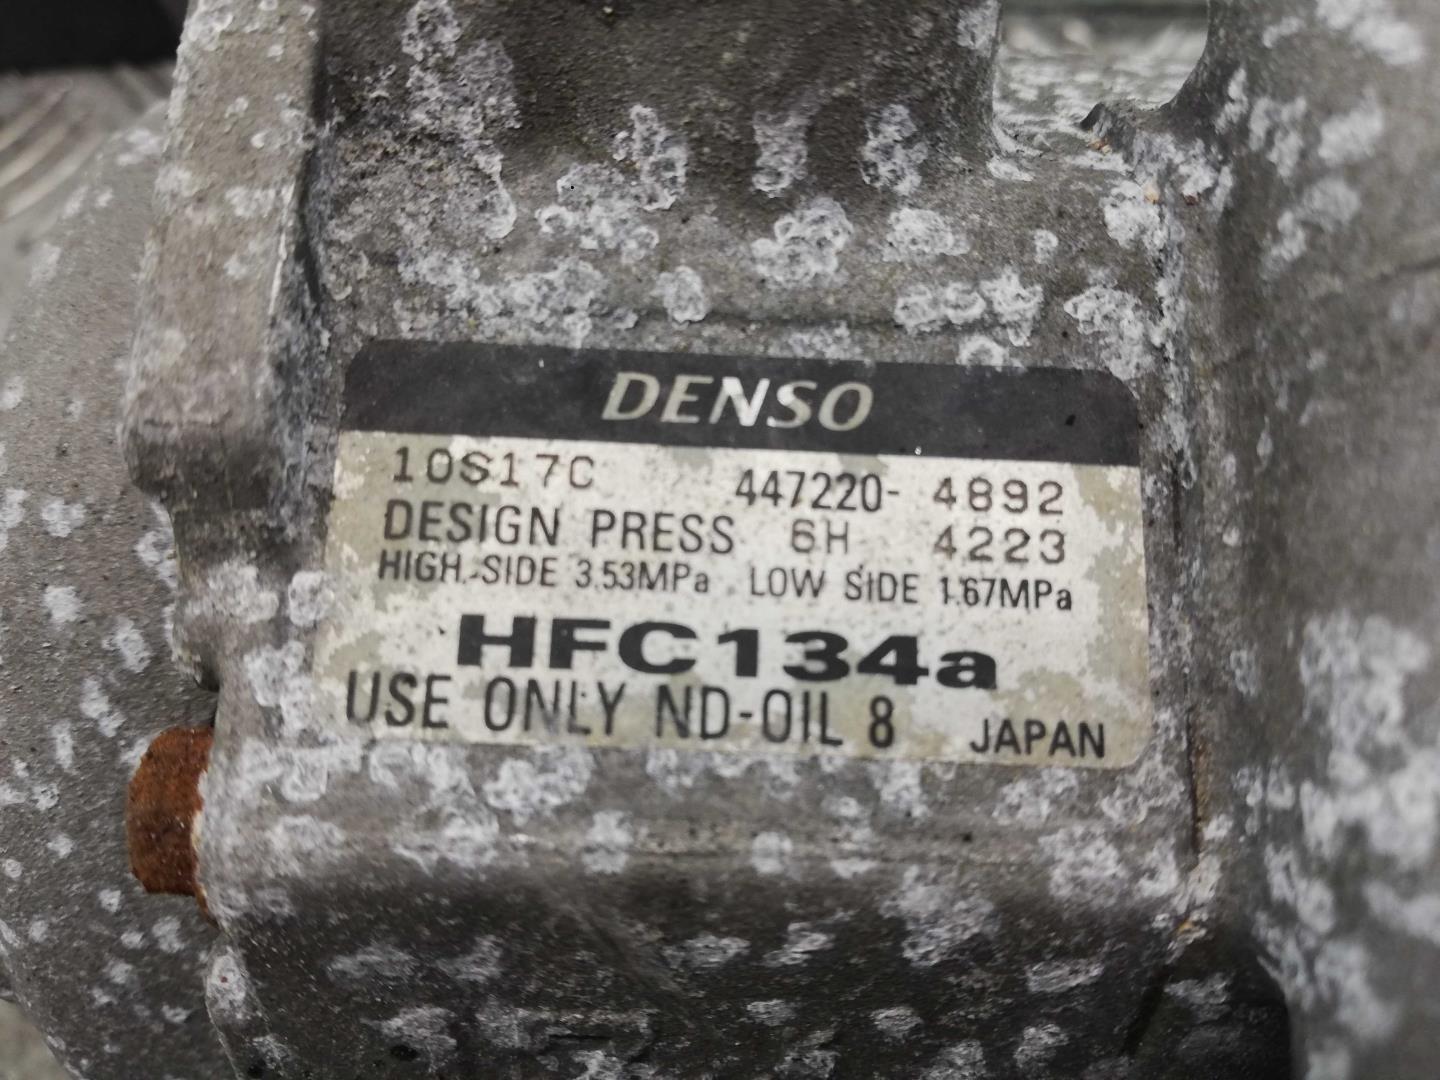 DENSO
10S17C 447220-4892
DESIGN PRESS 6H 4223
HIGH-SIDE 3.53MPa LOW SIDE 1.67MPa
HFC134a
USE ONLY ND-OIL 8 JAPAN